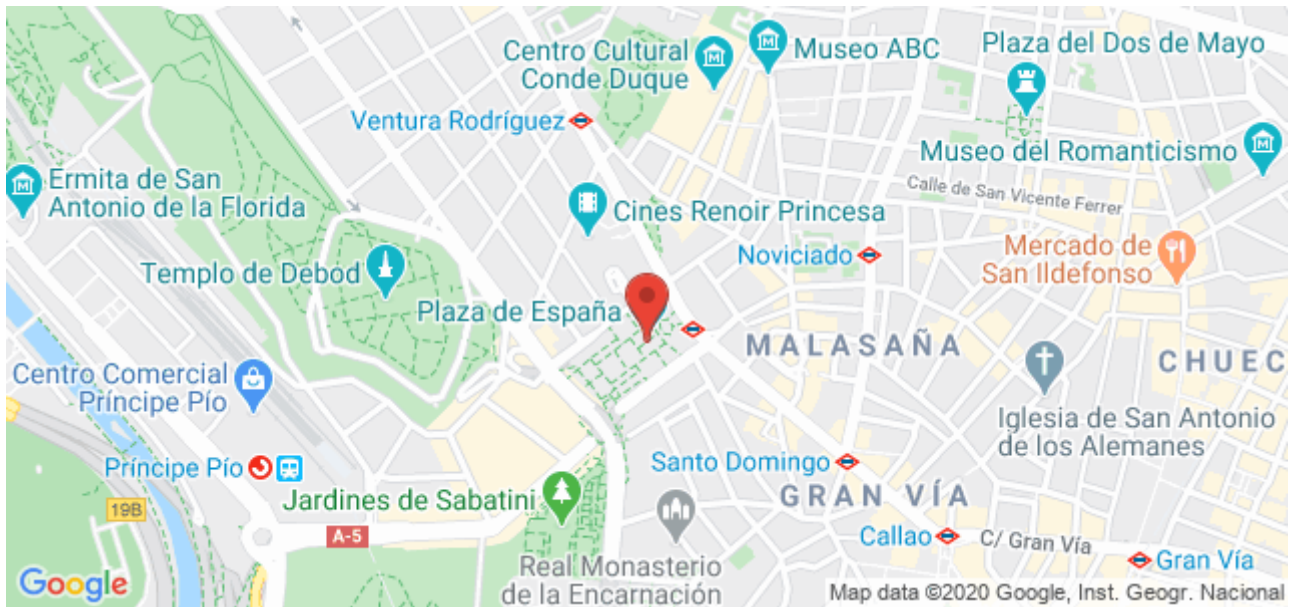 Centro Cultural
Conde Duque
Museo ABC
Plaza del Dos de Mayo
Ventura Rodríguez
Museo del Romanticismo
Ermita de San
Antonio de la Florida
Calle de San Vicente Ferrer
Cines Renoir Princesa
Noviciado
Mercado de
San Ildefonso
Templo de Debod
Plaza de España
MALASAÑA
CHUEC
Centro Comercial
Príncipe Pío
Iglesia de San Antonio
de los Alemanes
Príncipe Pío
Santo Domingo
Jardines de Sabatini
GRAN VÍA
19B
A-5
Callao
C/ Gran Vía
Gran Vía
Real Monasterio
de la Encarnación
Google
Map data ©2020 Google, Inst. Geogr. Nacional